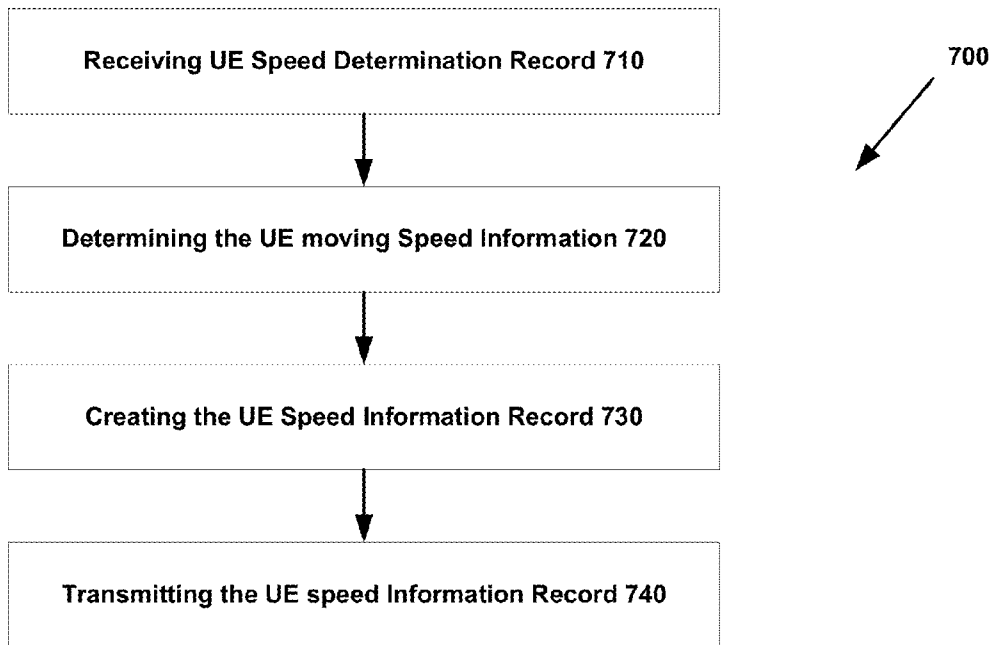 Receiving UE Speed Determination Record 710
700
Determining the UE moving Speed Information 720
Creating the UE Speed Information Record 730
Transmitting the UE speed Information Record 740